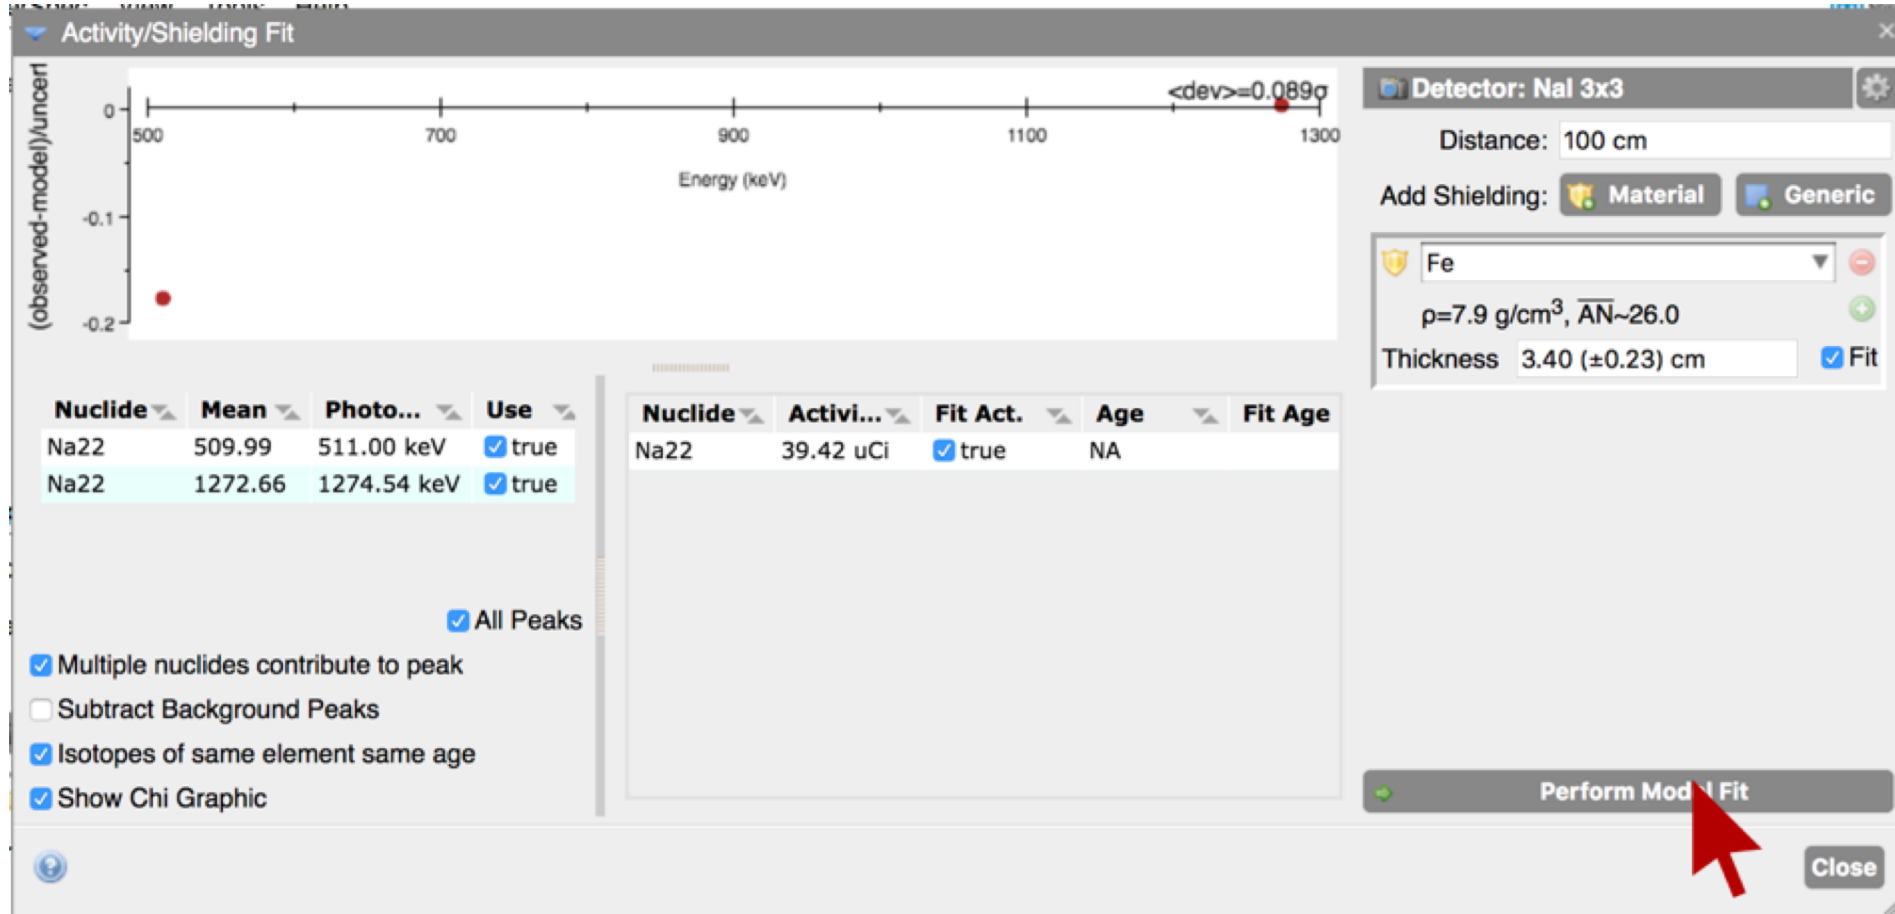 View Tools Help
Activity/Shielding Fit
(observed-model)/uncert
<dev>=0.089σ
0
-0.1
-0.2
500 700 900 1100 1300
Energy (keV)
Detector: NaI 3x3
Distance: 100 cm
Add Shielding: Material Generic
Fe
ρ=7.9 g/cm³, AN~26.0
Thickness 3.40 (±0.23) cm Fit
Nuclide Mean Photo... Use
Na22 509.99 511.00 keV true
Na22 1272.66 1274.54 keV true
All Peaks
Multiple nuclides contribute to peak
Subtract Background Peaks
Isotopes of same element same age
Show Chi Graphic
Nuclide Activi... Fit Act. Age Fit Age
Na22 39.42 uCi true NA
Perform Model Fit
?
Close